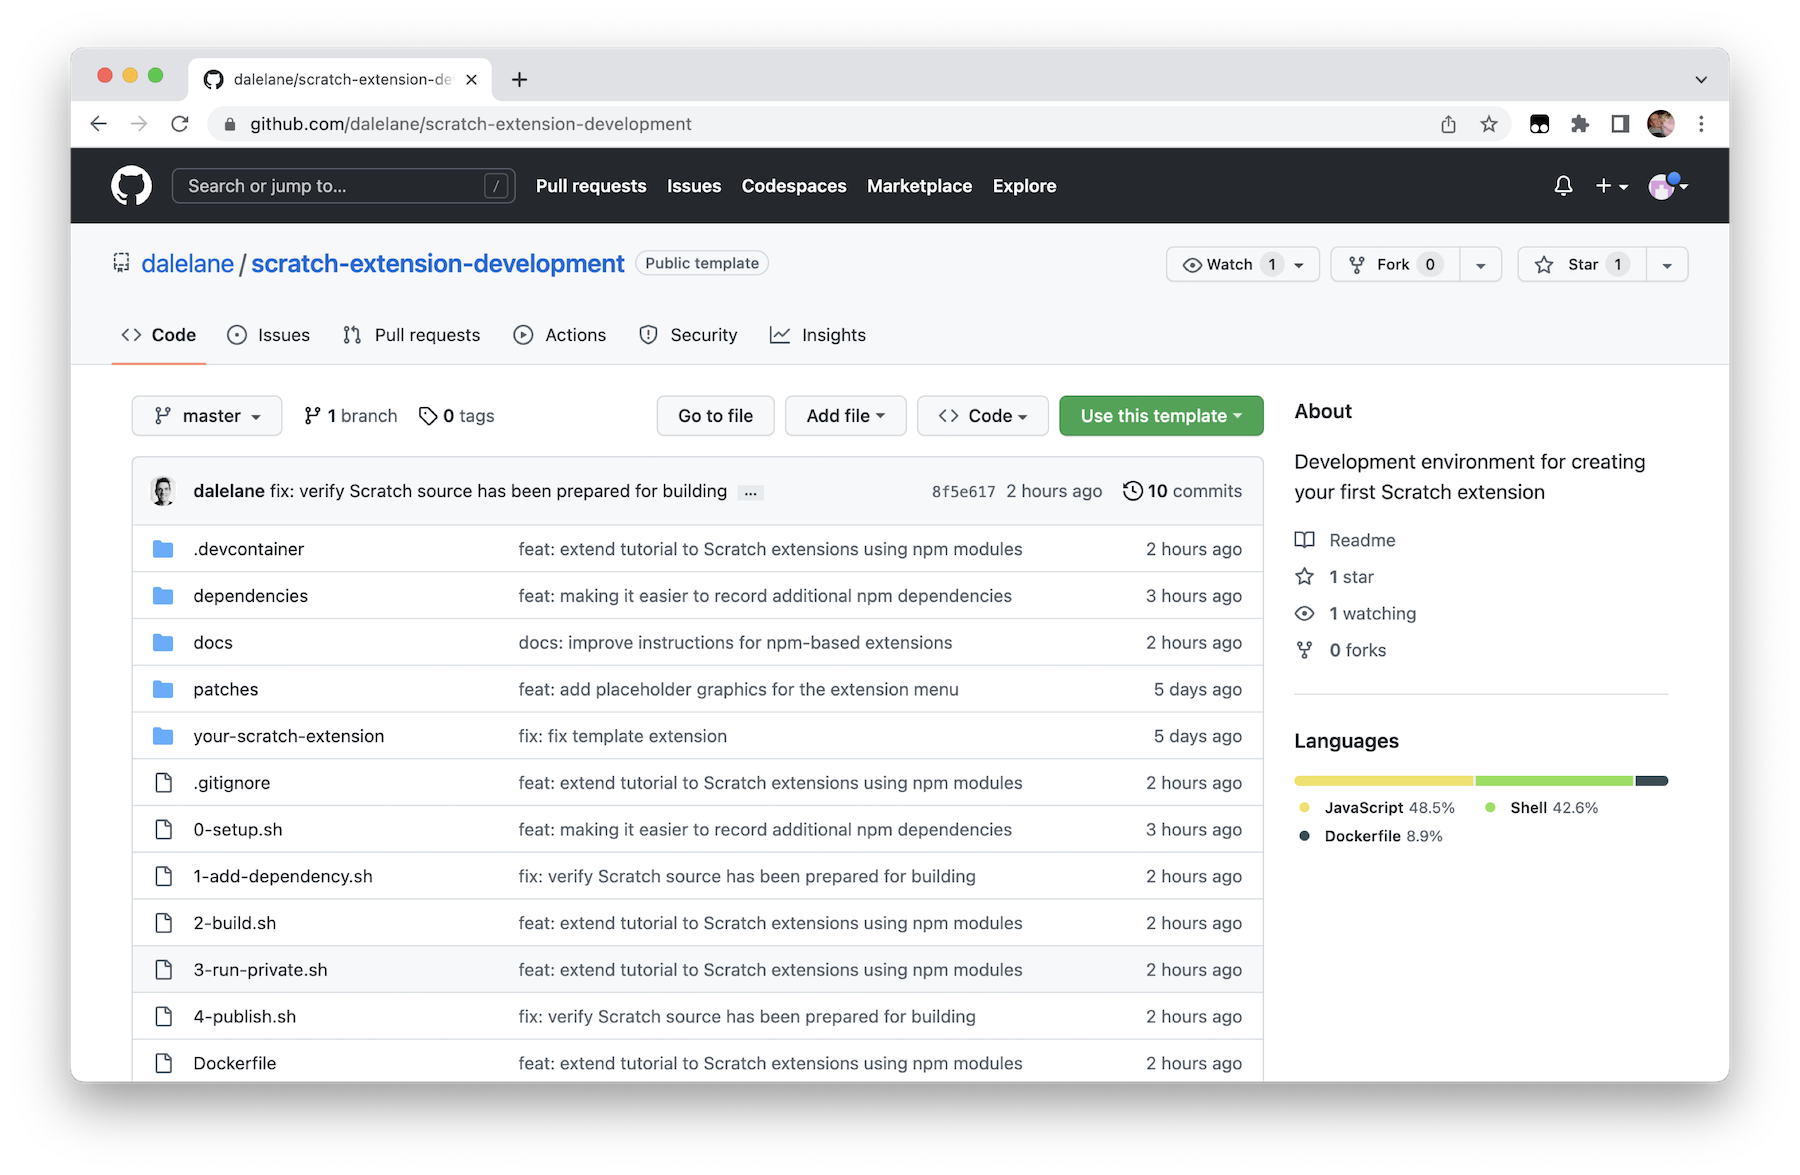 dalelane/scratch-extension-de
github.com/dalelane/scratch-extension-development
Search or jump to... / Pull requests Issues Codespaces Marketplace Explore
dalelane / scratch-extension-development Public template Watch 1 Fork 0 Star 1
Code Issues Pull requests Actions Security Insights
master 1 branch 0 tags Go to file Add file Code Use this template
dalelane fix: verify Scratch source has been prepared for building ... 8f5e617 2 hours ago 10 commits
.devcontainer feat: extend tutorial to Scratch extensions using npm modules 2 hours ago
dependencies feat: making it easier to record additional npm dependencies 3 hours ago
docs docs: improve instructions for npm-based extensions 2 hours ago
patches feat: add placeholder graphics for the extension menu 5 days ago
your-scratch-extension fix: fix template extension 5 days ago
.gitignore feat: extend tutorial to Scratch extensions using npm modules 2 hours ago
0-setup.sh feat: making it easier to record additional npm dependencies 3 hours ago
1-add-dependency.sh fix: verify Scratch source has been prepared for building 2 hours ago
2-build.sh feat: extend tutorial to Scratch extensions using npm modules 2 hours ago
3-run-private.sh feat: extend tutorial to Scratch extensions using npm modules 2 hours ago
4-publish.sh fix: verify Scratch source has been prepared for building 2 hours ago
Dockerfile feat: extend tutorial to Scratch extensions using npm modules 2 hours ago
About
Development environment for creating
your first Scratch extension
Readme
1 star
1 watching
0 forks
Languages
JavaScript 48.5% Shell 42.6%
Dockerfile 8.9%